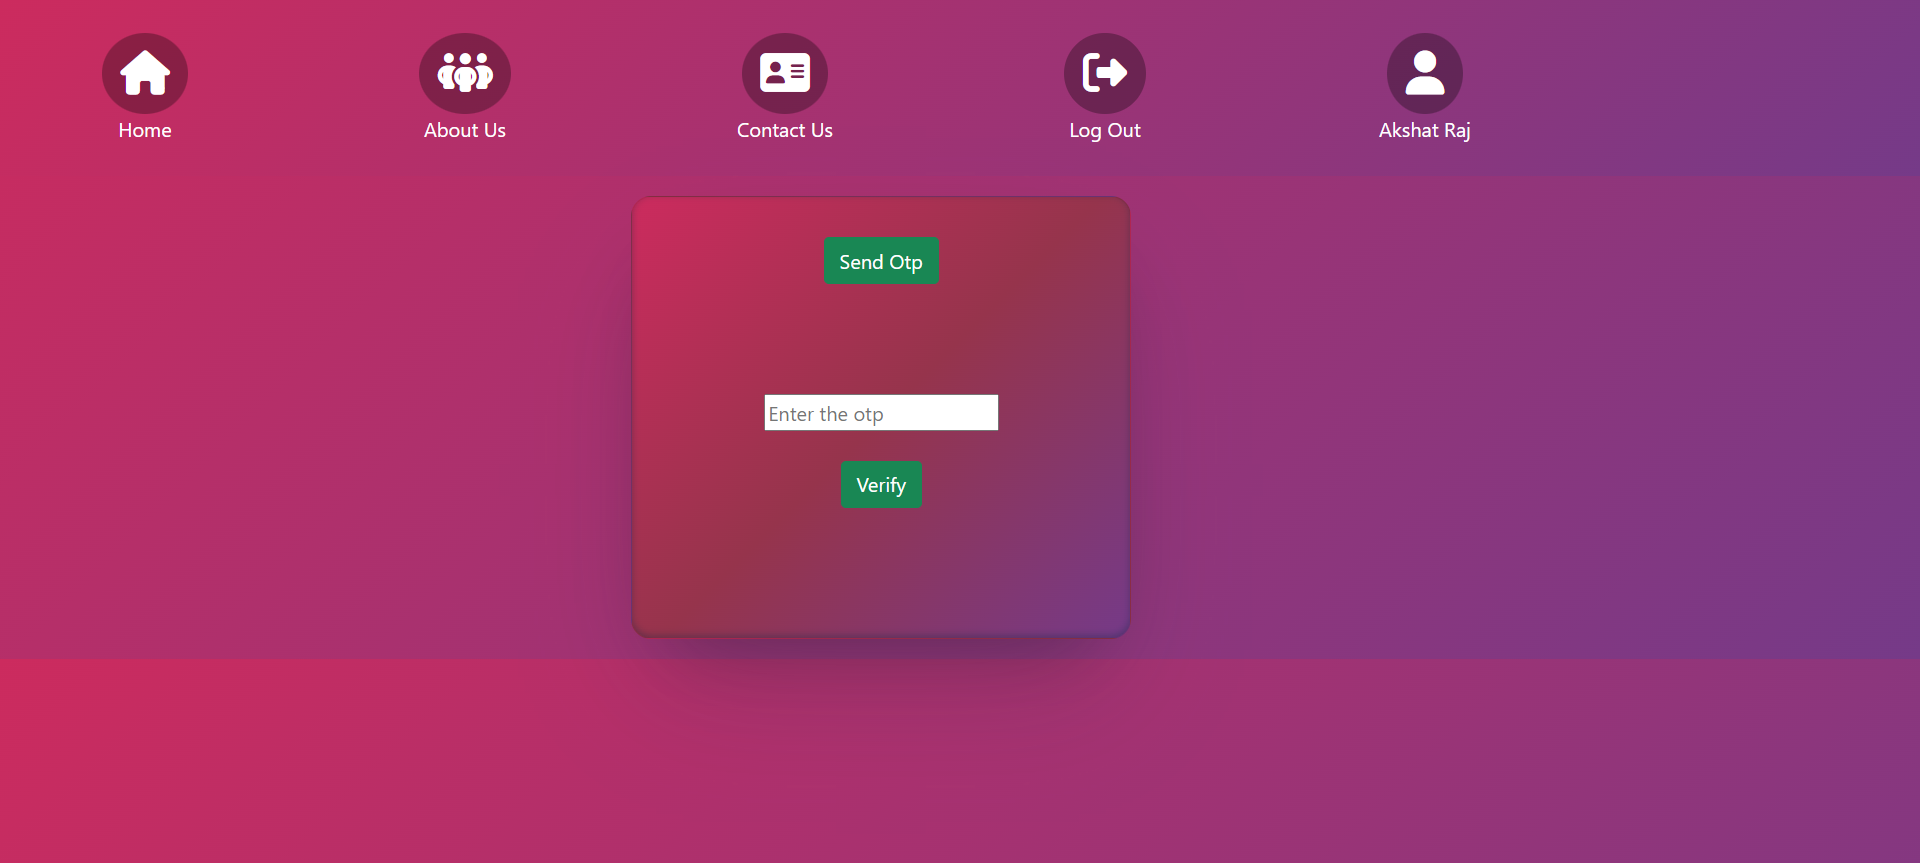 Home
About Us
Contact Us
Log Out
Akshat Raj
Send Otp
Enter the otp
Verify